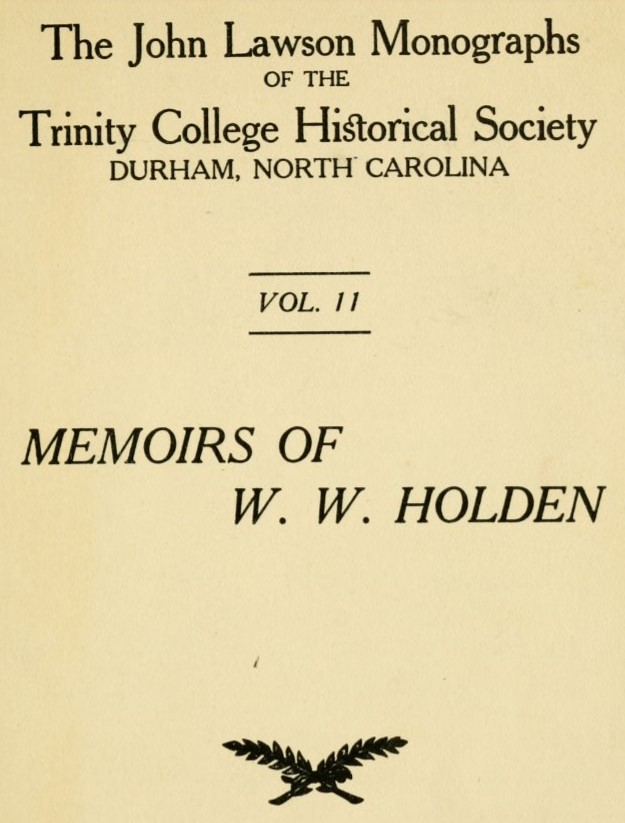 The John Lawson Monographs
OF THE
Trinity College Historical Society
DURHAM, NORTH CAROLINA
VOL. II
MEMOIRS OF
W. W. HOLDEN